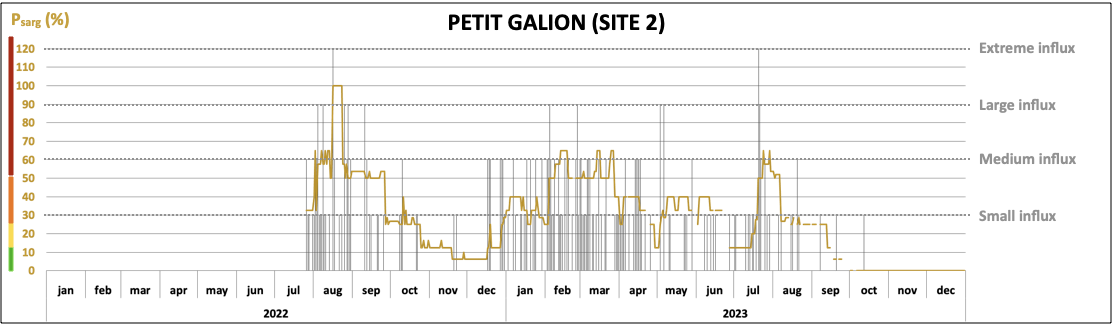 PETIT GALION (SITE 2)
Psarg (%)
120
100
90
80
70
60
50
40
30
20
10
0
Extreme influx
Large influx
Medium influx
Small influx
jan feb mar apr may jun jul aug sep oct nov dec jan feb mar apr may jun jul aug sep oct nov dec
2022 2023